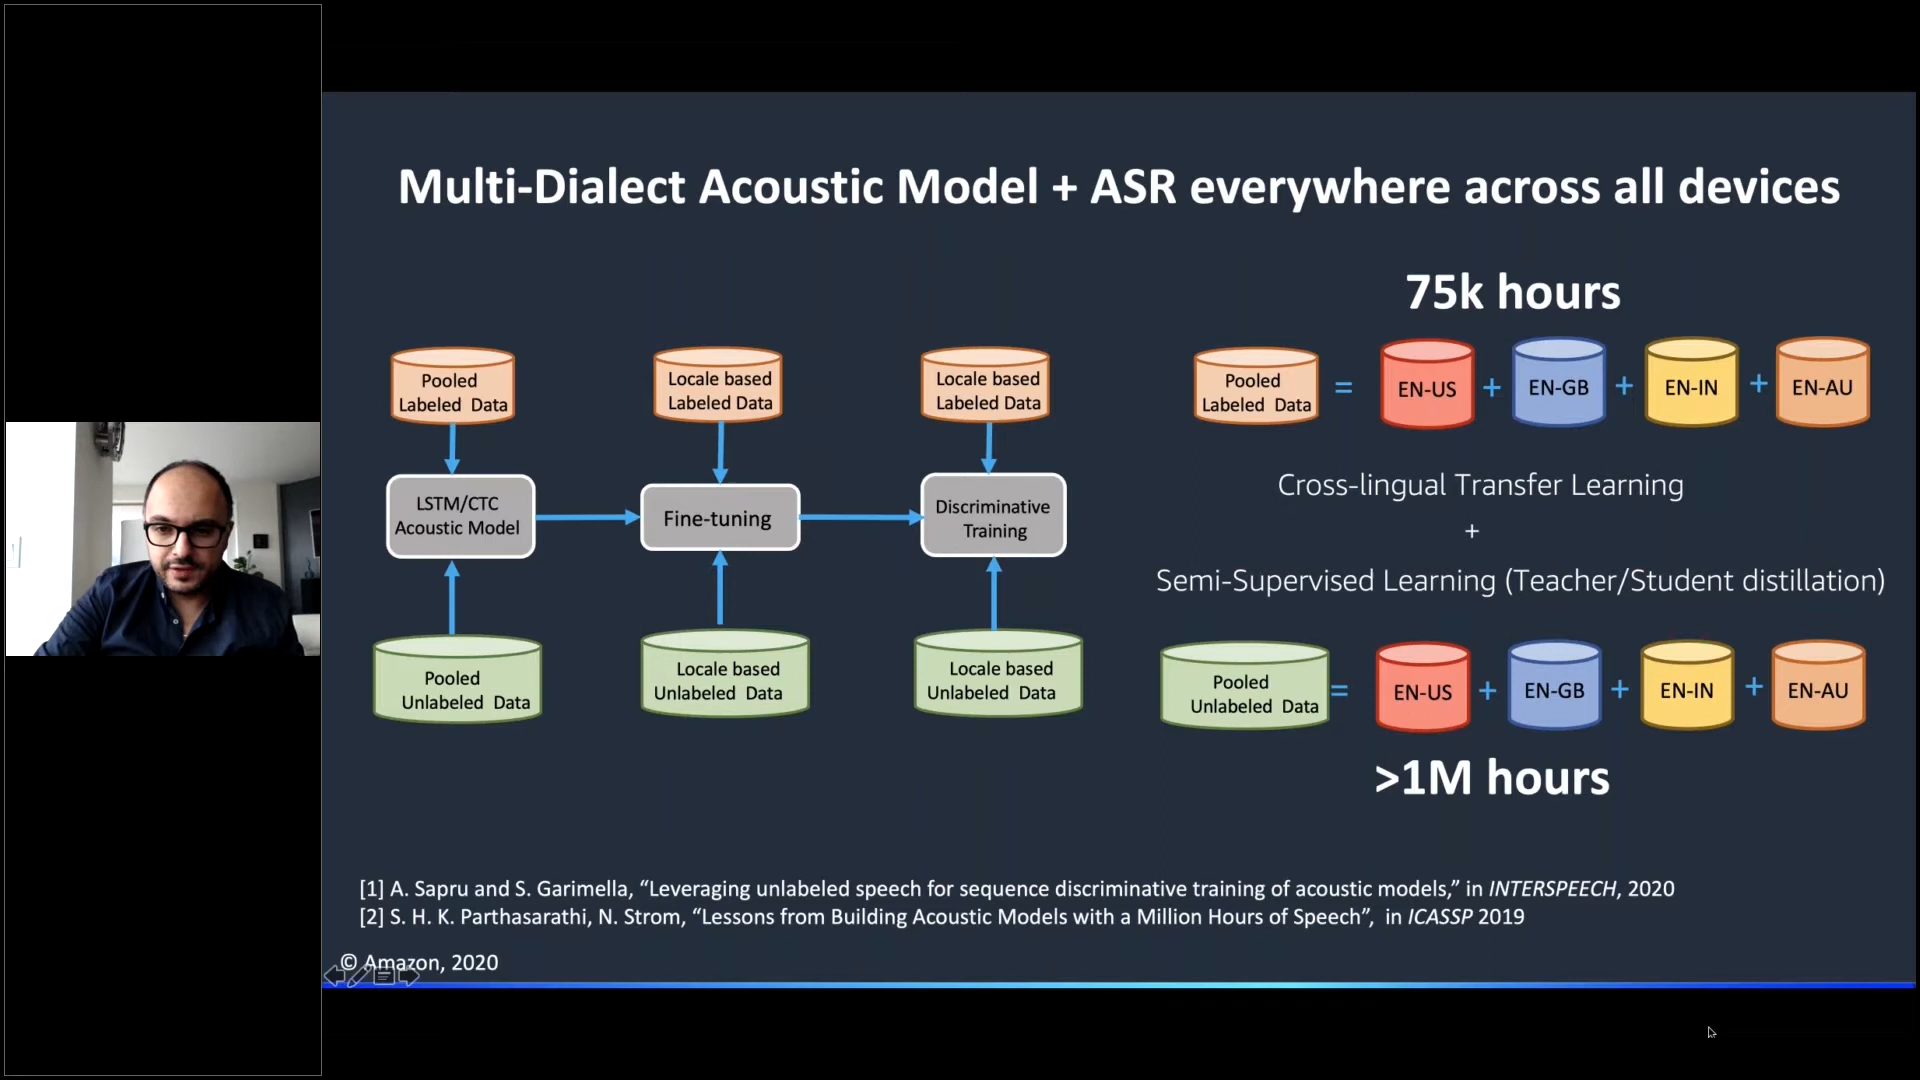 Multi-Dialect Acoustic Model + ASR everywhere across all devices
75k hours
Pooled
Labeled Data
Locale based
Labeled Data
Locale based
Labeled Data
Pooled
Labeled Data
=
EN-US
+
EN-GB
+
EN-IN
+
EN-AU
LSTM/CTC
Acoustic Model
Fine-tuning
Discriminative
Training
Cross-lingual Transfer Learning
+
Semi-Supervised Learning (Teacher/Student distillation)
Pooled
Unlabeled Data
Locale based
Unlabeled Data
Locale based
Unlabeled Data
Pooled
Unlabeled Data
=
EN-US
+
EN-GB
+
EN-IN
+
EN-AU
>1M hours
[1] A. Sapru and S. Garimella, “Leveraging unlabeled speech for sequence discriminative training of acoustic models,” in INTERSPEECH, 2020
[2] S. H. K. Parthasarathi, N. Strom, “Lessons from Building Acoustic Models with a Million Hours of Speech”, in ICASSP 2019
© Amazon, 2020